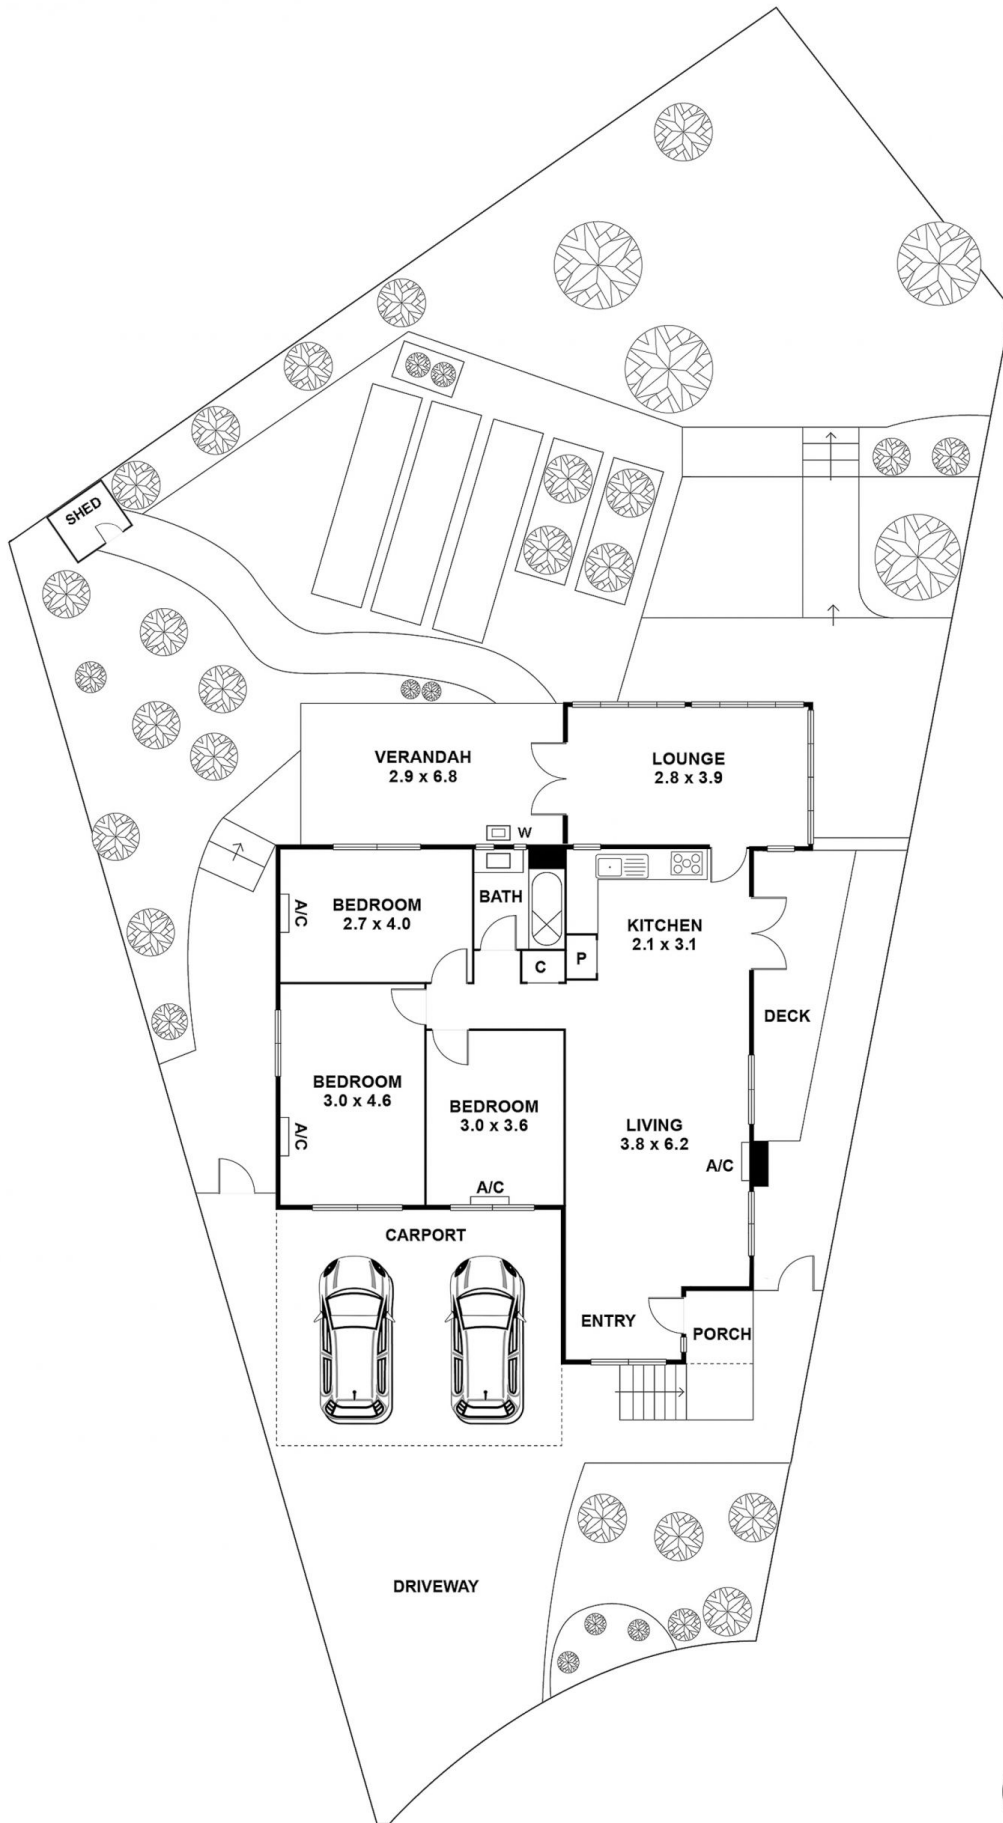 SHED
VERANDAH
2.9 x 6.8
LOUNGE
2.8 x 3.9
W
A/C
BEDROOM
2.7 x 4.0
BATH
C
P
KITCHEN
2.1 x 3.1
DECK
BEDROOM
3.0 x 4.6
A/C
BEDROOM
3.0 x 3.6
A/C
LIVING
3.8 x 6.2
A/C
CARPORT
ENTRY
PORCH
DRIVEWAY